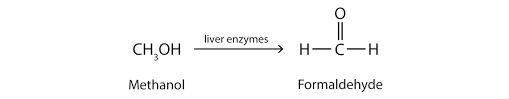 O
liver enzymes
CH₃OH H—C—H
Methanol Formaldehyde